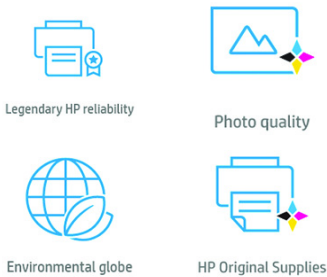 Legendary HP reliability
Photo quality
Environmental globe
HP Original Supplies